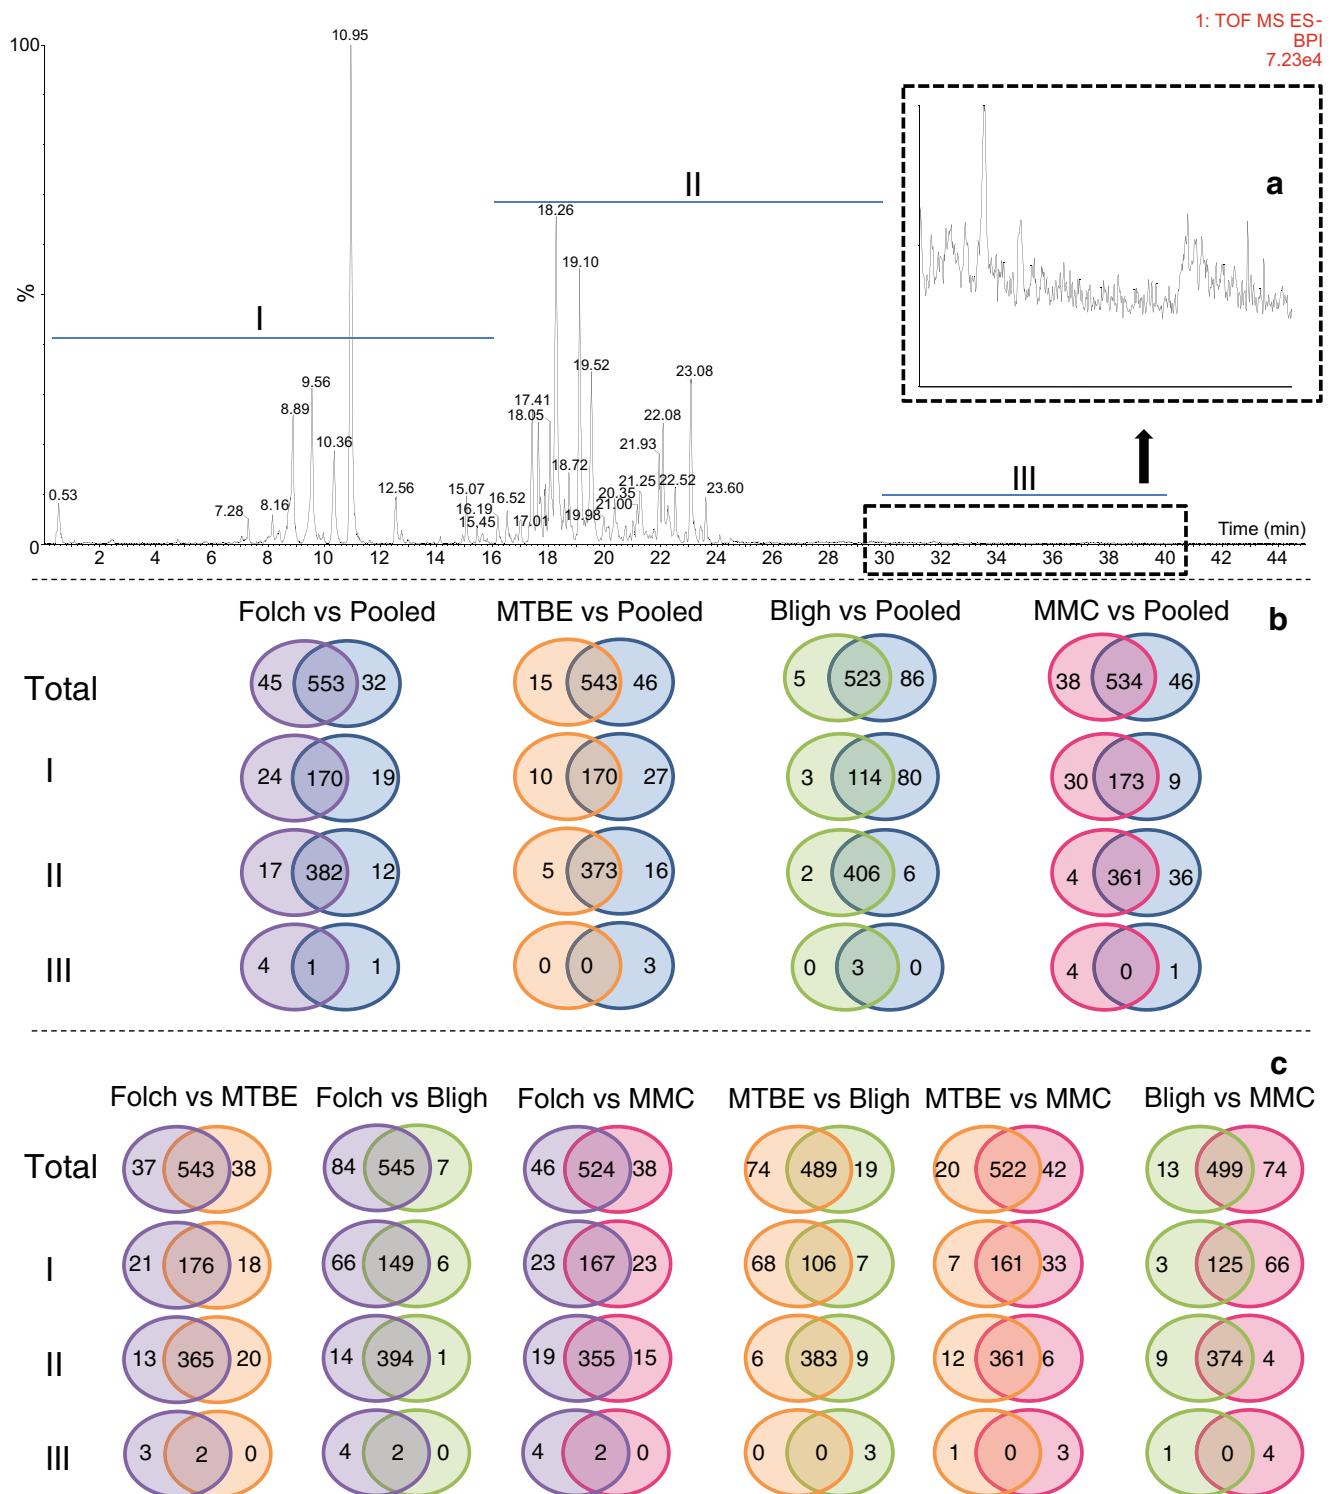 1: TOF MS ES-
BPI
7.23e4
100
%
0
10.95
a
II
18.26
19.10
I
19.52
23.08
9.56
8.89
17.41
18.05
22.08
10.36
21.93
18.72
III
12.56
15.07
21.25
22.52
23.60
0.53
8.16
7.28
16.52
16.19
15.45
17.01
20.35
21.00
19.98
Time (min)
2 4 6 8 10 12 14 16 18 20 22 24 26 28 30 32 34 36 38 40 42 44
b
Folch vs Pooled MTBE vs Pooled Bligh vs Pooled MMC vs Pooled
Total 45 553 32 15 543 46 5 523 86 38 534 46
I 24 170 19 10 170 27 3 114 80 30 173 9
II 17 382 12 5 373 16 2 406 6 4 361 36
III 4 1 1 0 0 3 0 3 0 4 0 1
c
Folch vs MTBE Folch vs Bligh Folch vs MMC MTBE vs Bligh MTBE vs MMC Bligh vs MMC
Total 37 543 38 84 545 7 46 524 38 74 489 19 20 522 42 13 499 74
I 21 176 18 66 149 6 23 167 23 68 106 7 7 161 33 3 125 66
II 13 365 20 14 394 1 19 355 15 6 383 9 12 361 6 9 374 4
III 3 2 0 4 2 0 4 2 0 0 0 3 1 0 3 1 0 4